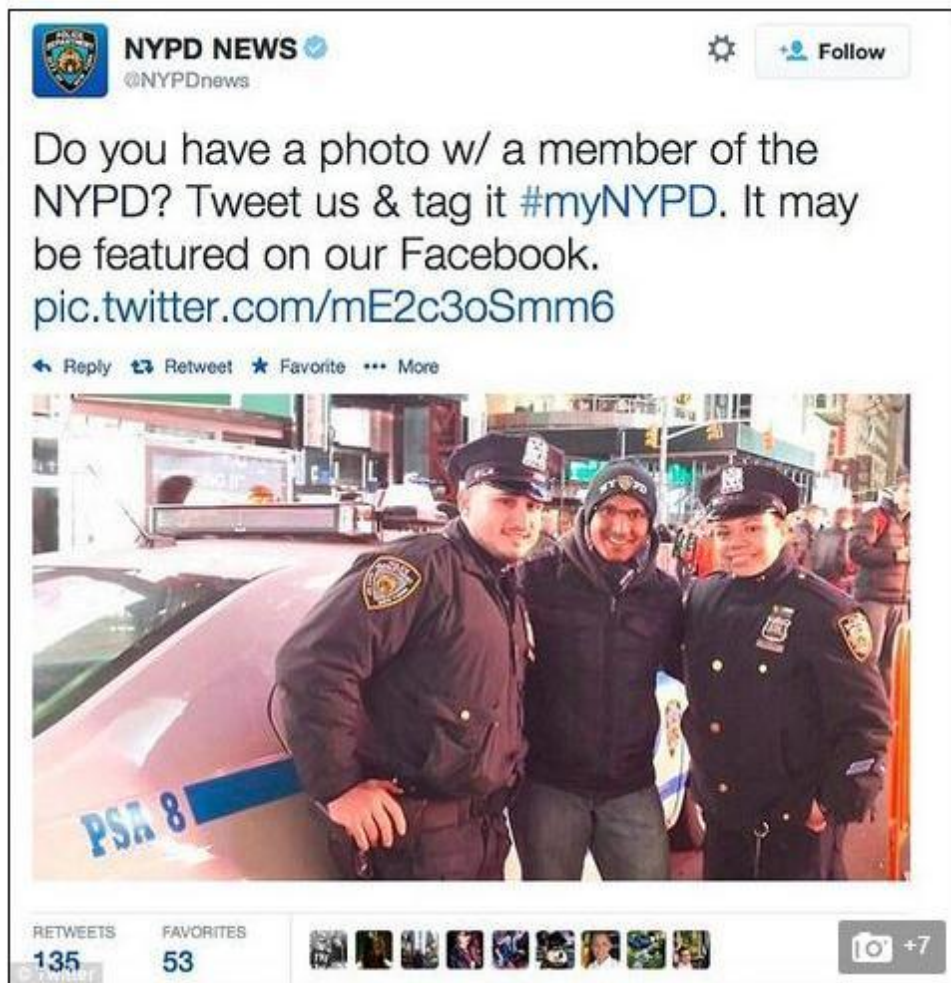 NYPD NEWS
@NYPDnews
Follow
Do you have a photo w/ a member of the
NYPD? Tweet us & tag it #myNYPD. It may
be featured on our Facebook.
pic.twitter.com/mE2c3oSmm6
Reply Retweet Favorite More
PSA 8
RETWEETS FAVORITES
135 53
+7
© Twitter